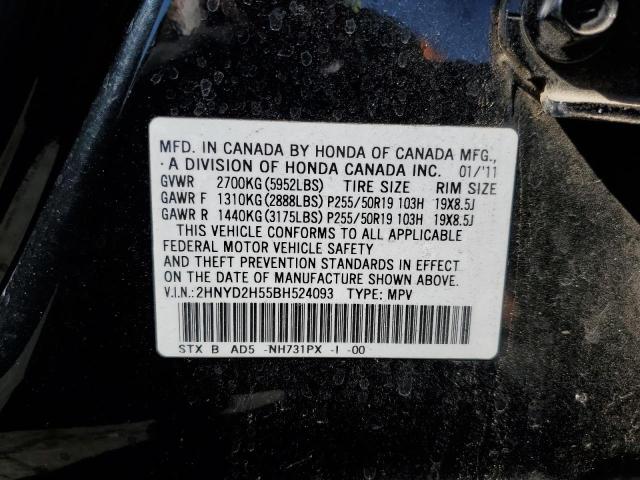 MFD. IN CANADA BY HONDA OF CANADA MFG.,
A DIVISION OF HONDA CANADA INC. 01/'11
GVWR 2700KG(5952LBS) TIRE SIZE RIM SIZE
GAWR F 1310KG(2888LBS) P255/50R19 103H 19X8.5J
GAWR R 1440KG(3175LBS) P255/50R19 103H 19X8.5J
THIS VEHICLE CONFORMS TO ALL APPLICABLE
FEDERAL MOTOR VEHICLE SAFETY
AND THEFT PREVENTION STANDARDS IN EFFECT
ON THE DATE OF MANUFACTURE SHOWN ABOVE.
V.I.N.:2HNYD2H55BH524093 TYPE: MPV
STX B AD5 -NH731PX -I -00